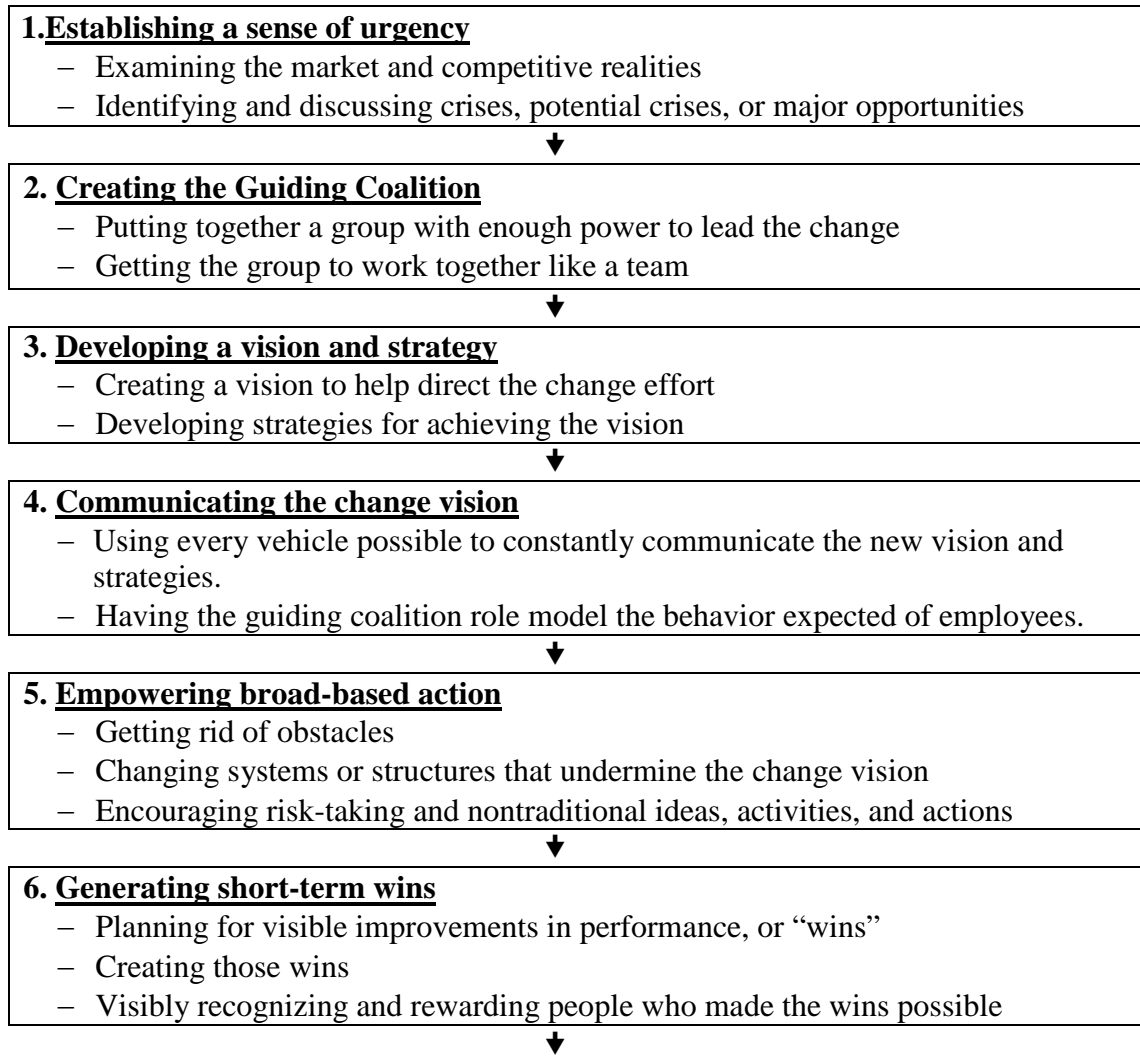 1.Establishing a sense of urgency
– Examining the market and competitive realities
– Identifying and discussing crises, potential crises, or major opportunities
2. Creating the Guiding Coalition
– Putting together a group with enough power to lead the change
– Getting the group to work together like a team
3. Developing a vision and strategy
– Creating a vision to help direct the change effort
– Developing strategies for achieving the vision
4. Communicating the change vision
– Using every vehicle possible to constantly communicate the new vision and
strategies.
– Having the guiding coalition role model the behavior expected of employees.
5. Empowering broad-based action
– Getting rid of obstacles
– Changing systems or structures that undermine the change vision
– Encouraging risk-taking and nontraditional ideas, activities, and actions
6. Generating short-term wins
– Planning for visible improvements in performance, or “wins”
– Creating those wins
– Visibly recognizing and rewarding people who made the wins possible